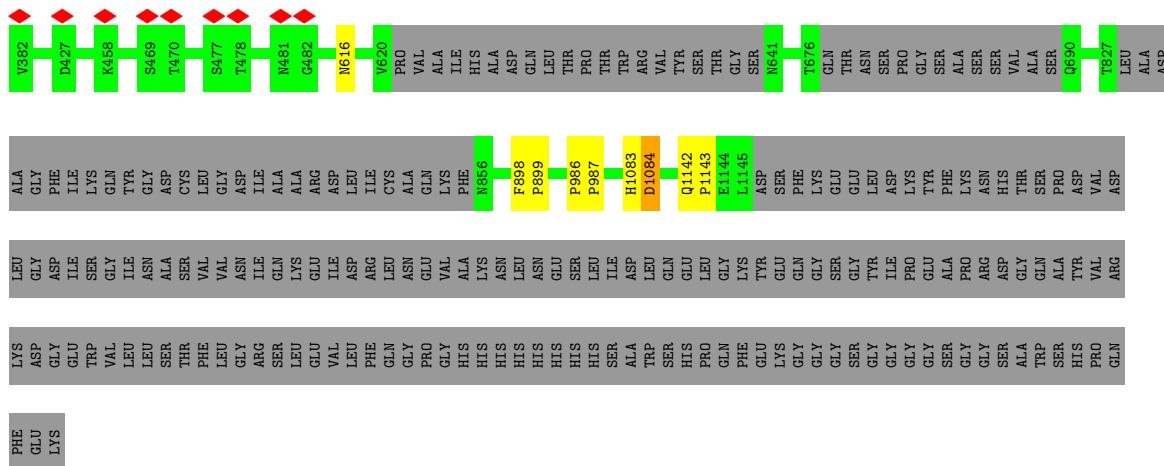 V382 D427 K458 S469 T470 S477 T478 N481 G482 N616 V620 PRO VAL ALA ILE HIS ALA ASP GLN LEU THR PRO THR TRP ARG VAL TYR SER THR GLY SER N641 T676 GLN THR ASN SER PRO GLY SER ALA SER SER VAL ALA SER Q690 T827 LEU ALA ASP
ALA GLY PHE ILE LYS GLN TYR GLY ASP CYS LEU GLY ASP ILE ALA ALA ARG ASP LEU ILE CYS ALA GLN LYS PHE N856 F898 P899 P986 P987 H1083 D1084 Q1142 P1143 E1144 L1145 ASP SER PHE LYS GLU GLU LEU ASP LYS TYR PHE LYS ASN HIS THR SER PRO ASP VAL ASP
LEU GLY ASP ILE SER GLY ILE ASN ALA SER VAL VAL ASN ILE GLN LYS GLU ILE ASP ARG LEU ASN GLU VAL ALA LYS ASN LEU ASN GLU SER LEU ILE ASP LEU GLN GLU LEU GLY LYS TYR GLU GLN GLY SER GLY TYR ILE PRO GLU ALA PRO ARG ASP GLY GLN ALA TYR VAL ARG
LYS ASP GLY GLU TRP VAL LEU LEU SER THR PHE LEU GLY ARG SER LEU GLU VAL LEU PHE GLN GLY PRO GLY HIS HIS HIS HIS HIS HIS HIS HIS SER ALA TRP SER HIS PRO GLN PHE GLU LYS GLY GLY GLY SER GLY GLY GLY GLY SER GLY GLY SER ALA TRP SER HIS PRO GLN
PHE GLU LYS